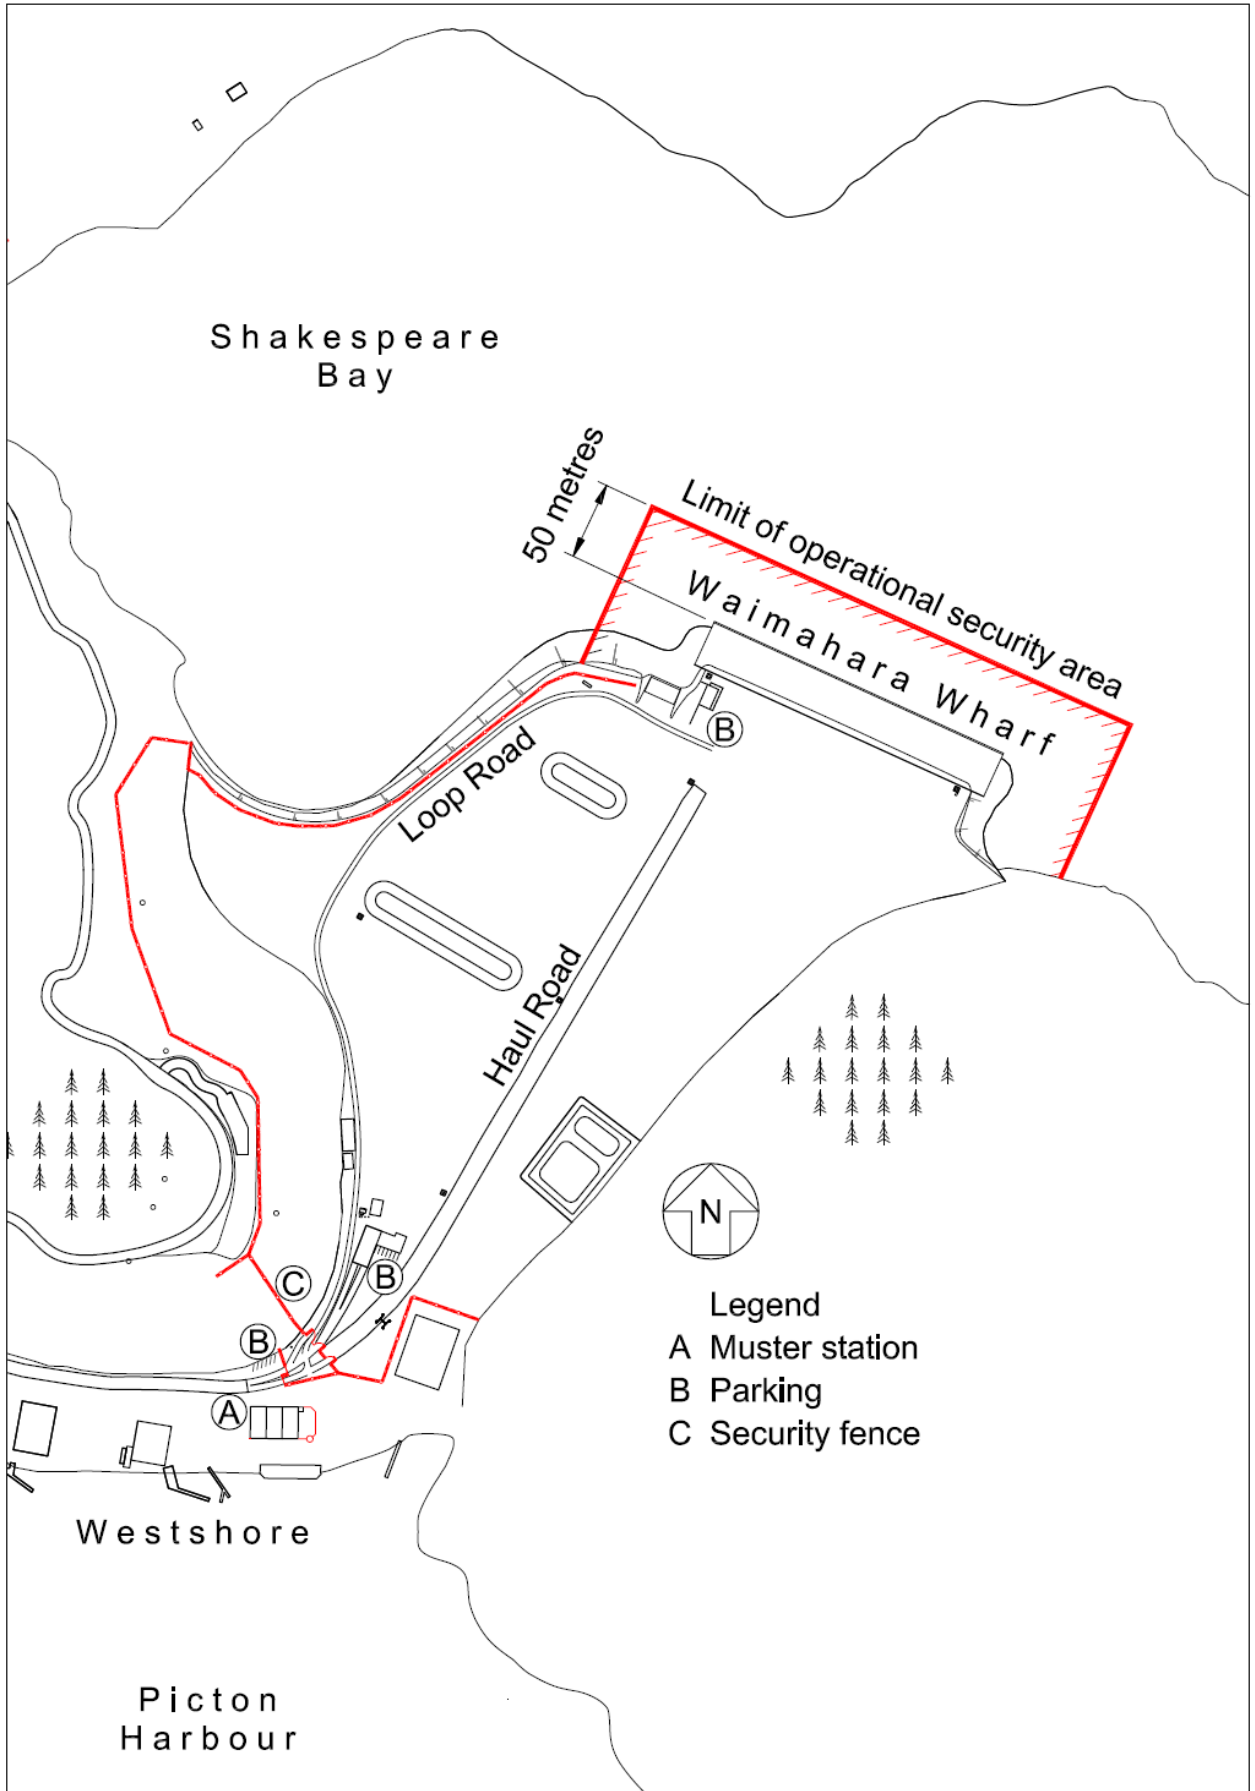 Shakespeare
Bay
50 metres
Limit of operational security area
Waimahara Wharf
B
Loop Road
Haul Road
N
C
B
B
A
Legend
A Muster station
B Parking
C Security fence
Westshore
Picton
Harbour